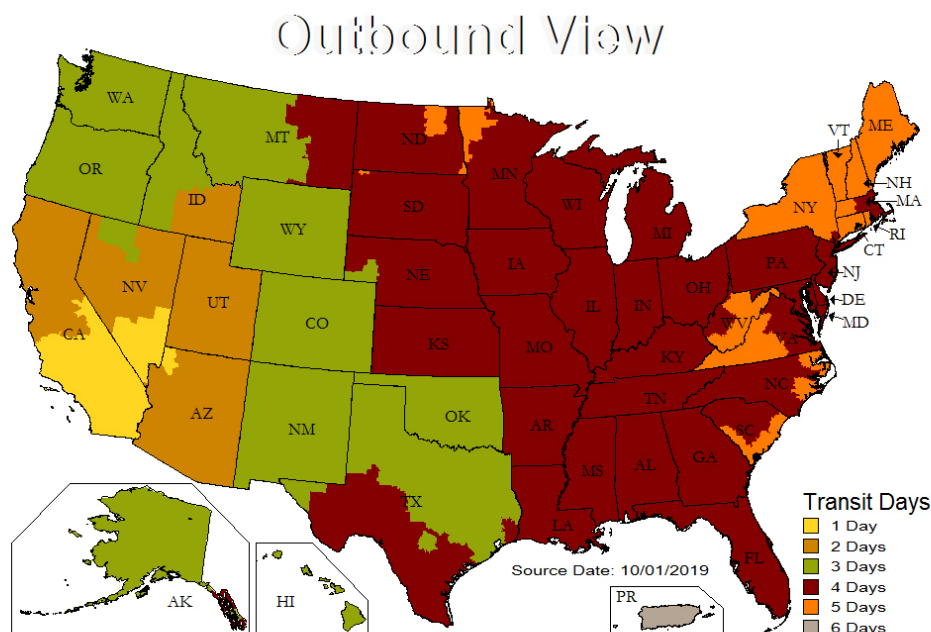 Outbound View
WA
MT
ND
VT
ME
OR
MN
ID
NH
MA
SD
WI
NY
WY
MI
RI
CT
IA
PA
NE
NJ
NV
OH
UT
IL
IN
DE
CO
WV
MD
CA
VA
KS
MO
KY
NC
TN
AZ
OK
AR
NM
SC
MS
AL
GA
TX
LA
Transit Days
1 Day
2 Days
FL
3 Days
Source Date: 10/01/2019
4 Days
PR
AK
HI
5 Days
6 Days